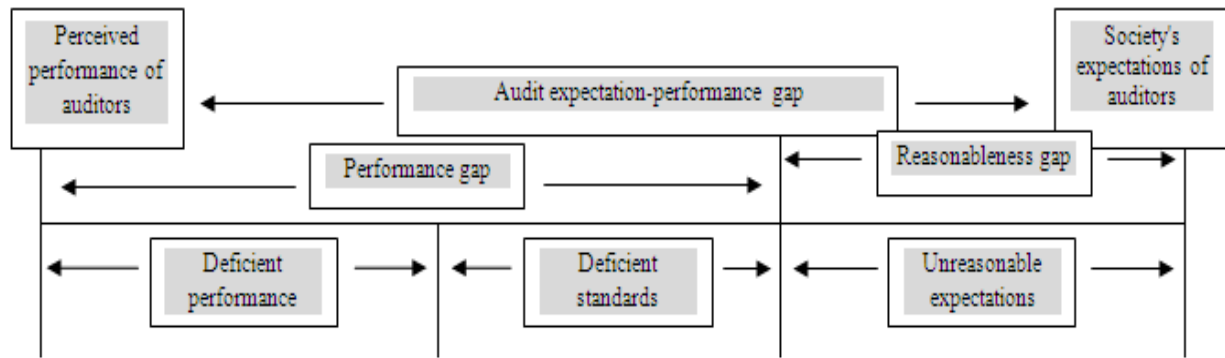 Perceived
performance of
auditors
Society's
expectations of
auditors
Audit expectation-performance gap
Performance gap
Reasonableness gap
Deficient
performance
Deficient
standards
Unreasonable
expectations